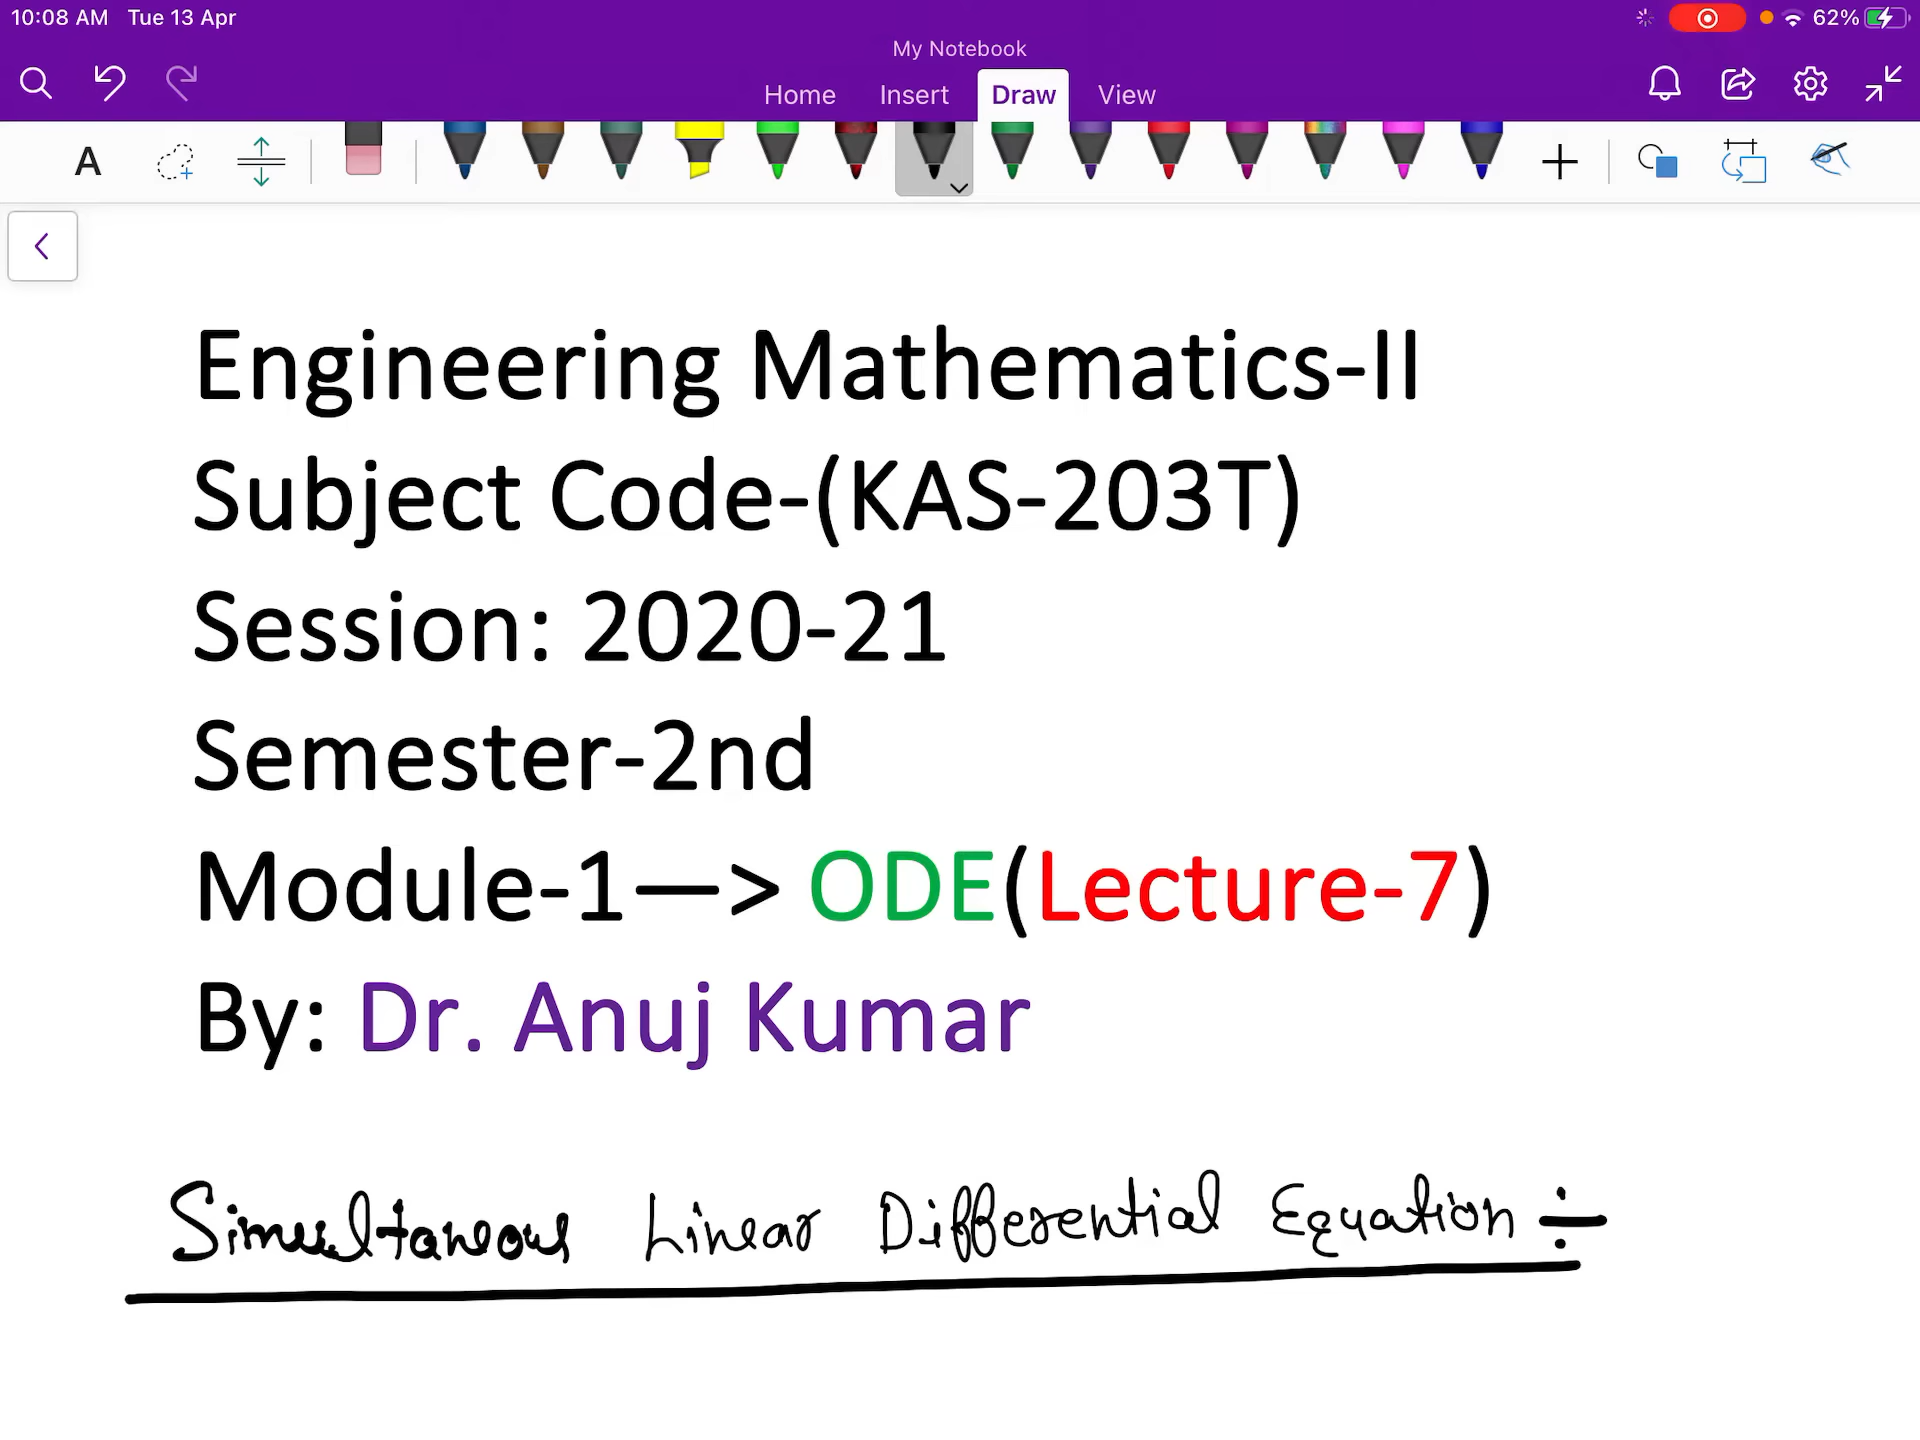 10:08 AM Tue 13 Apr 62%
My Notebook
Home Insert Draw View
A
Engineering Mathematics-II
Subject Code-(KAS-203T)
Session: 2020-21
Semester-2nd
Module-1—> ODE(Lecture-7)
By: Dr. Anuj Kumar
Simultaneous Linear Differential Equation ÷